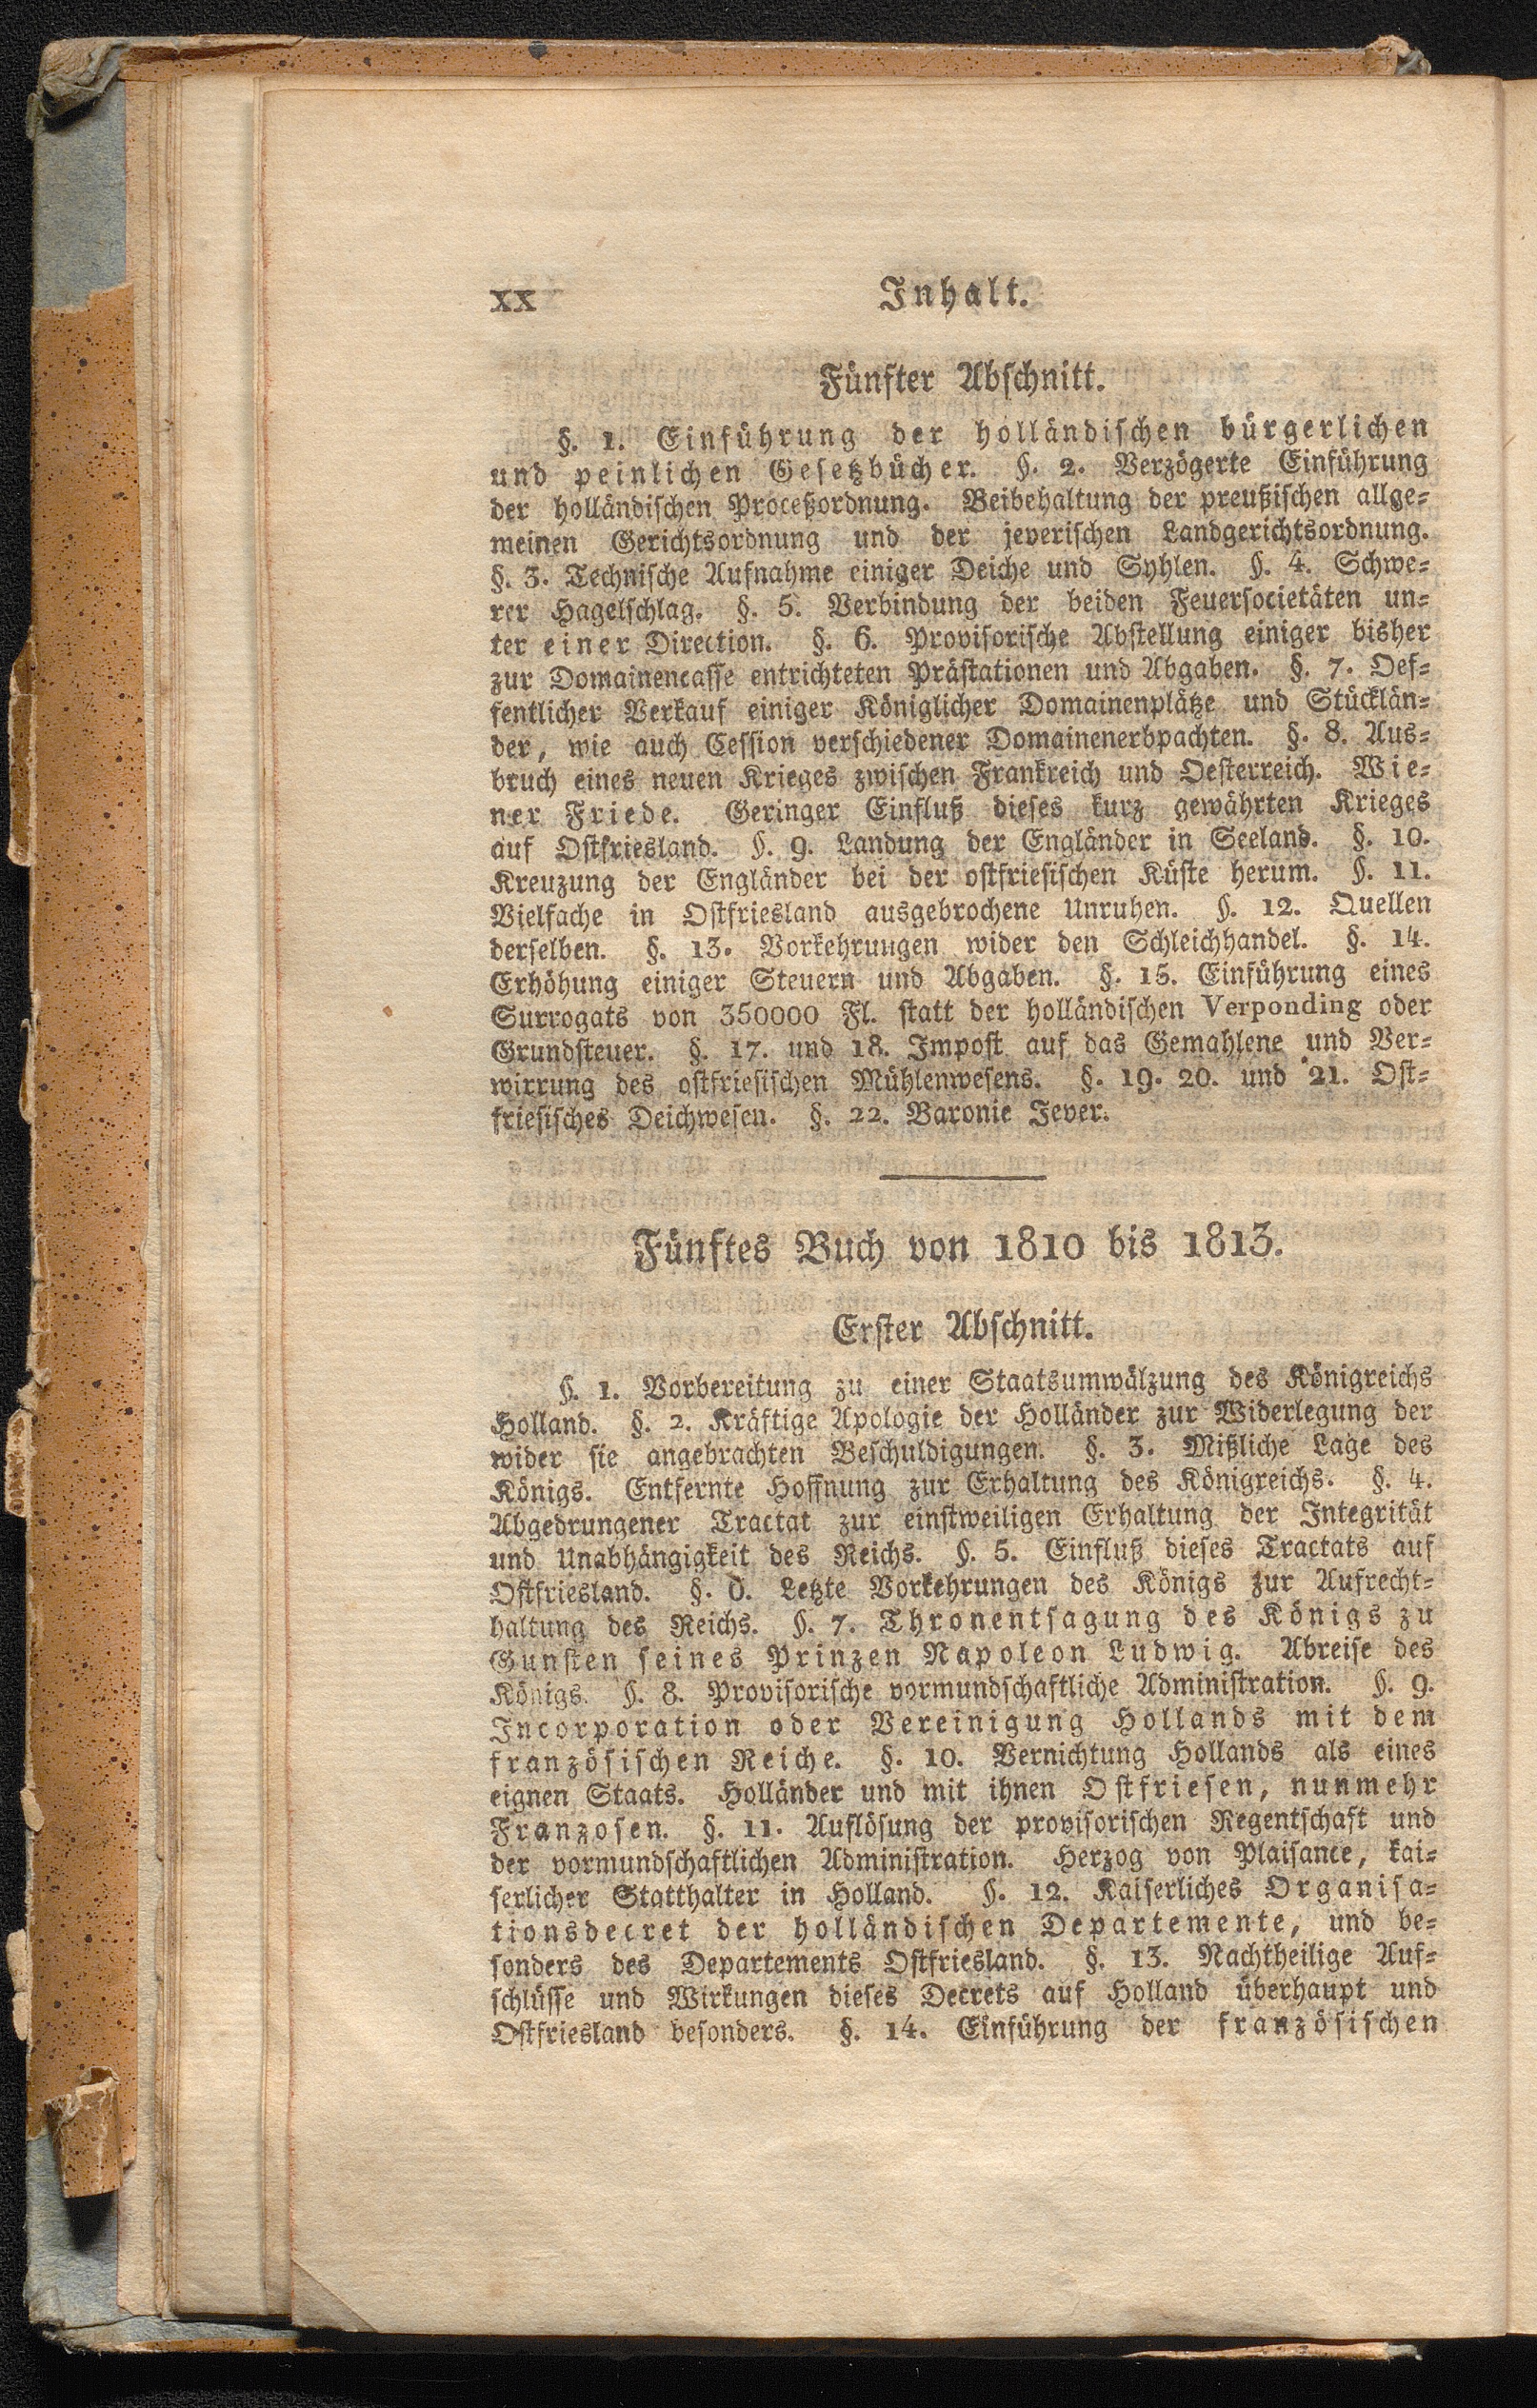 XX Inhalt.
Fünfter Abschnitt.
§. 1. Einführung der holländischen bürgerlichen
und peinlichen Gesetzbücher. §. 2. Verzögerte Einführung
der holländischen Proceßordnung. Beibehaltung der preußischen allge-
meinen Gerichtsordnung und der jeverischen Landgerichtsordnung.
§. 3. Technische Aufnahme einiger Deiche und Syhlen. §. 4. Schwe-
rer Hagelschlag. §. 5. Verbindung der beiden Feuersocietäten un-
ter einer Direction. §. 6. Provisorische Abstellung einiger bisher
zur Domainencasse entrichteten Prästationen und Abgaben. §. 7. Oef-
fentlicher Verkauf einiger Königlicher Domainenplätze und Stücklän-
der, wie auch Cession verschiedener Domainenerbpachten. §. 8. Aus-
bruch eines neuen Krieges zwischen Frankreich und Oesterreich. Wie-
ner Friede. Geringer Einfluß dieses kurz gewährten Krieges
auf Ostfriesland. §. 9. Landung der Engländer in Seeland. §. 10.
Kreuzung der Engländer bei der ostfriesischen Küste herum. §. 11.
Vielfache in Ostfriesland ausgebrochene Unruhen. §. 12. Quellen
derselben. §. 13. Vorkehrungen wider den Schleichhandel. §. 14.
Erhöhung einiger Steuern und Abgaben. §. 15. Einführung eines
Surrogats von 350000 Fl. statt der holländischen Verponding oder
Grundsteuer. §. 17. und 18. Impost auf das Gemahlene und Ver-
wirrung des ostfriesischen Mühlenwesens. §. 19. 20. und 21. Ost-
friesisches Deichwesen. §. 22. Baronie Jever.
Fünftes Buch von 1810 bis 1813.
Erster Abschnitt.
§. 1. Vorbereitung zu einer Staatsumwälzung des Königreichs
Holland. §. 2. Kräftige Apologie der Holländer zur Widerlegung der
wider sie angebrachten Beschuldigungen. §. 3. Mißliche Lage des
Königs. Entfernte Hoffnung zur Erhaltung des Königreichs. §. 4.
Abgedrungener Tractat zur einstweiligen Erhaltung der Integrität
und Unabhängigkeit des Reichs. §. 5. Einfluß dieses Tractats auf
Ostfriesland. §. 6. Letzte Vorkehrungen des Königs zur Aufrecht-
haltung des Reichs. §. 7. Thronentsagung des Königs zu
Gunsten seines Prinzen Napoleon Ludwig. Abreise des
Königs. §. 8. Provisorische vormundschaftliche Administration. §. 9.
Incorporation oder Vereinigung Hollands mit dem
französischen Reiche. §. 10. Vernichtung Hollands als eines
eignen Staats. Holländer und mit ihnen Ostfriesen, nunmehr
Franzosen. §. 11. Auflösung der provisorischen Regentschaft und
der vormundschaftlichen Administration. Herzog von Plaisance, kai-
serlicher Statthalter in Holland. §. 12. Kaiserliches Organisa-
tionsdecret der holländischen Departemente, und be-
sonders des Departements Ostfriesland. §. 13. Nachtheilige Auf-
schlüsse und Wirkungen dieses Decrets auf Holland überhaupt und
Ostfriesland besonders. §. 14. Einführung der französischen